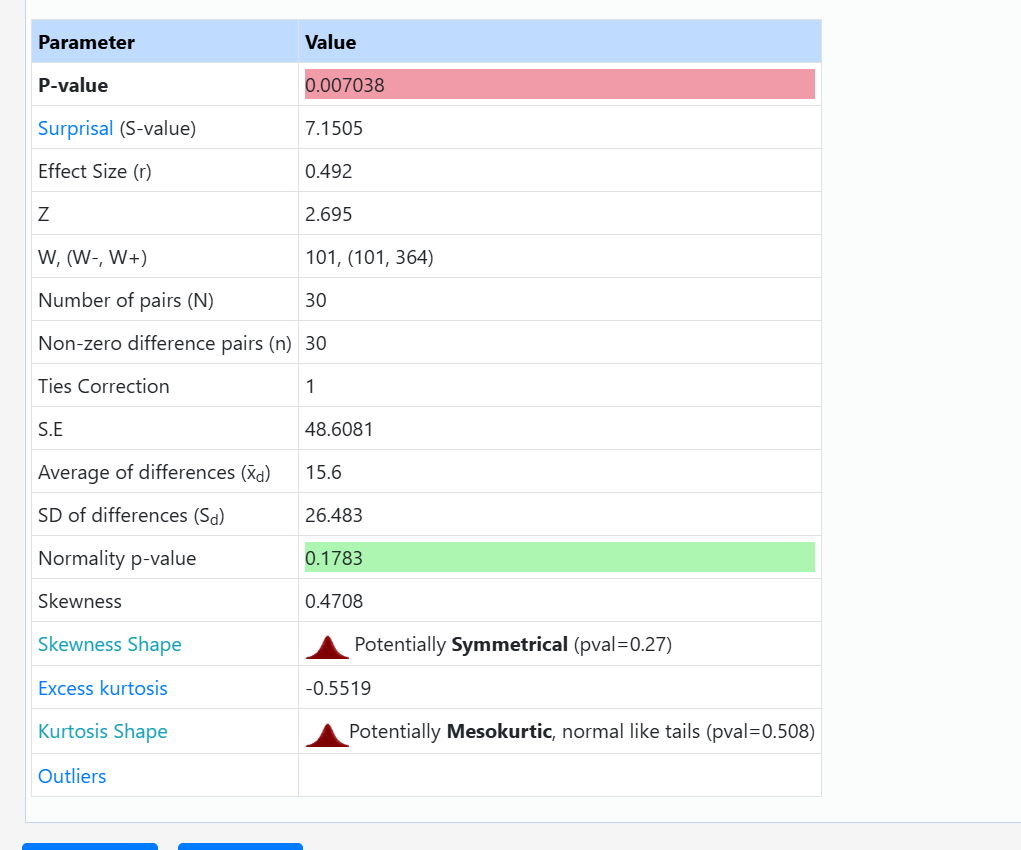 Parameter Value
P-value 0.007038
Surprisal (S-value) 7.1505
Effect Size (r) 0.492
Z 2.695
W, (W-, W+) 101, (101, 364)
Number of pairs (N) 30
Non-zero difference pairs (n) 30
Ties Correction 1
S.E 48.6081
Average of differences (x̄d) 15.6
SD of differences (Sd) 26.483
Normality p-value 0.1783
Skewness 0.4708
Skewness Shape Potentially Symmetrical (pval=0.27)
Excess kurtosis -0.5519
Kurtosis Shape Potentially Mesokurtic, normal like tails (pval=0.508)
Outliers